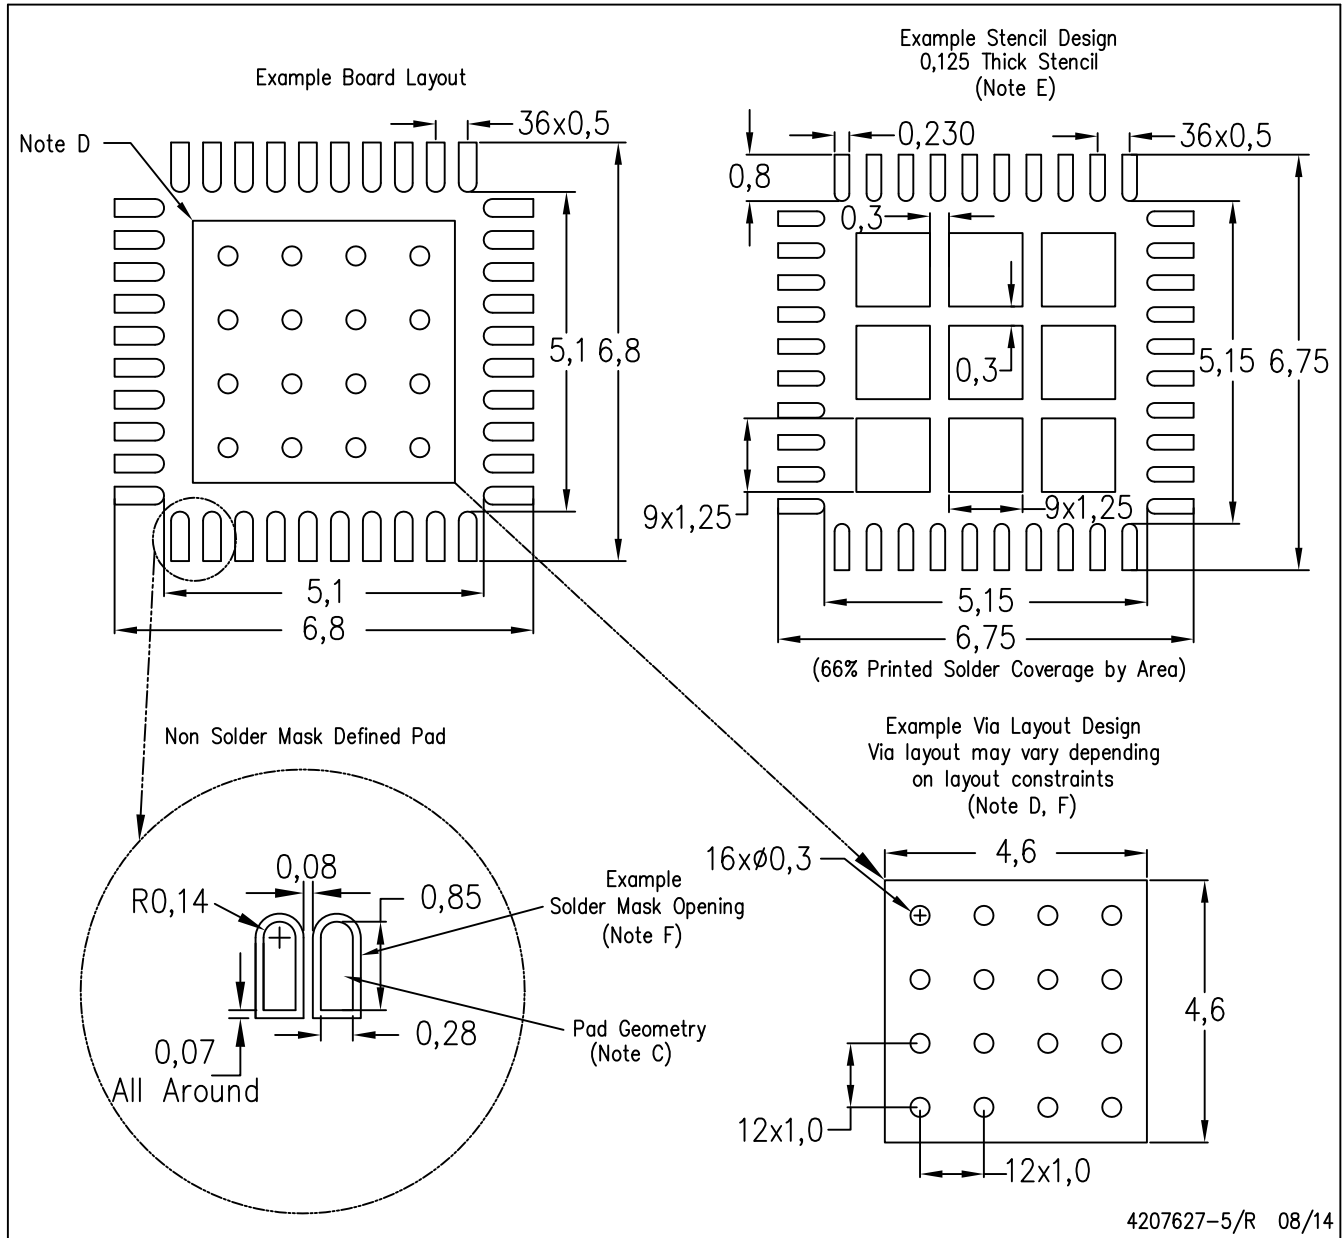 Example Board Layout
Note D
36x0,5
5,1
6,8
5,1
6,8
Example Stencil Design
0,125 Thick Stencil
(Note E)
0,230
36x0,5
0,8
0,3
0,3
5,15
6,75
9x1,25
9x1,25
5,15
6,75
(66% Printed Solder Coverage by Area)
Non Solder Mask Defined Pad
0,08
R0,14
0,85
Example
Solder Mask Opening
(Note F)
0,28
Pad Geometry
(Note C)
0,07
All Around
Example Via Layout Design
Via layout may vary depending
on layout constraints
(Note D, F)
16xø0,3
4,6
4,6
12x1,0
12x1,0
4207627-5/R 08/14